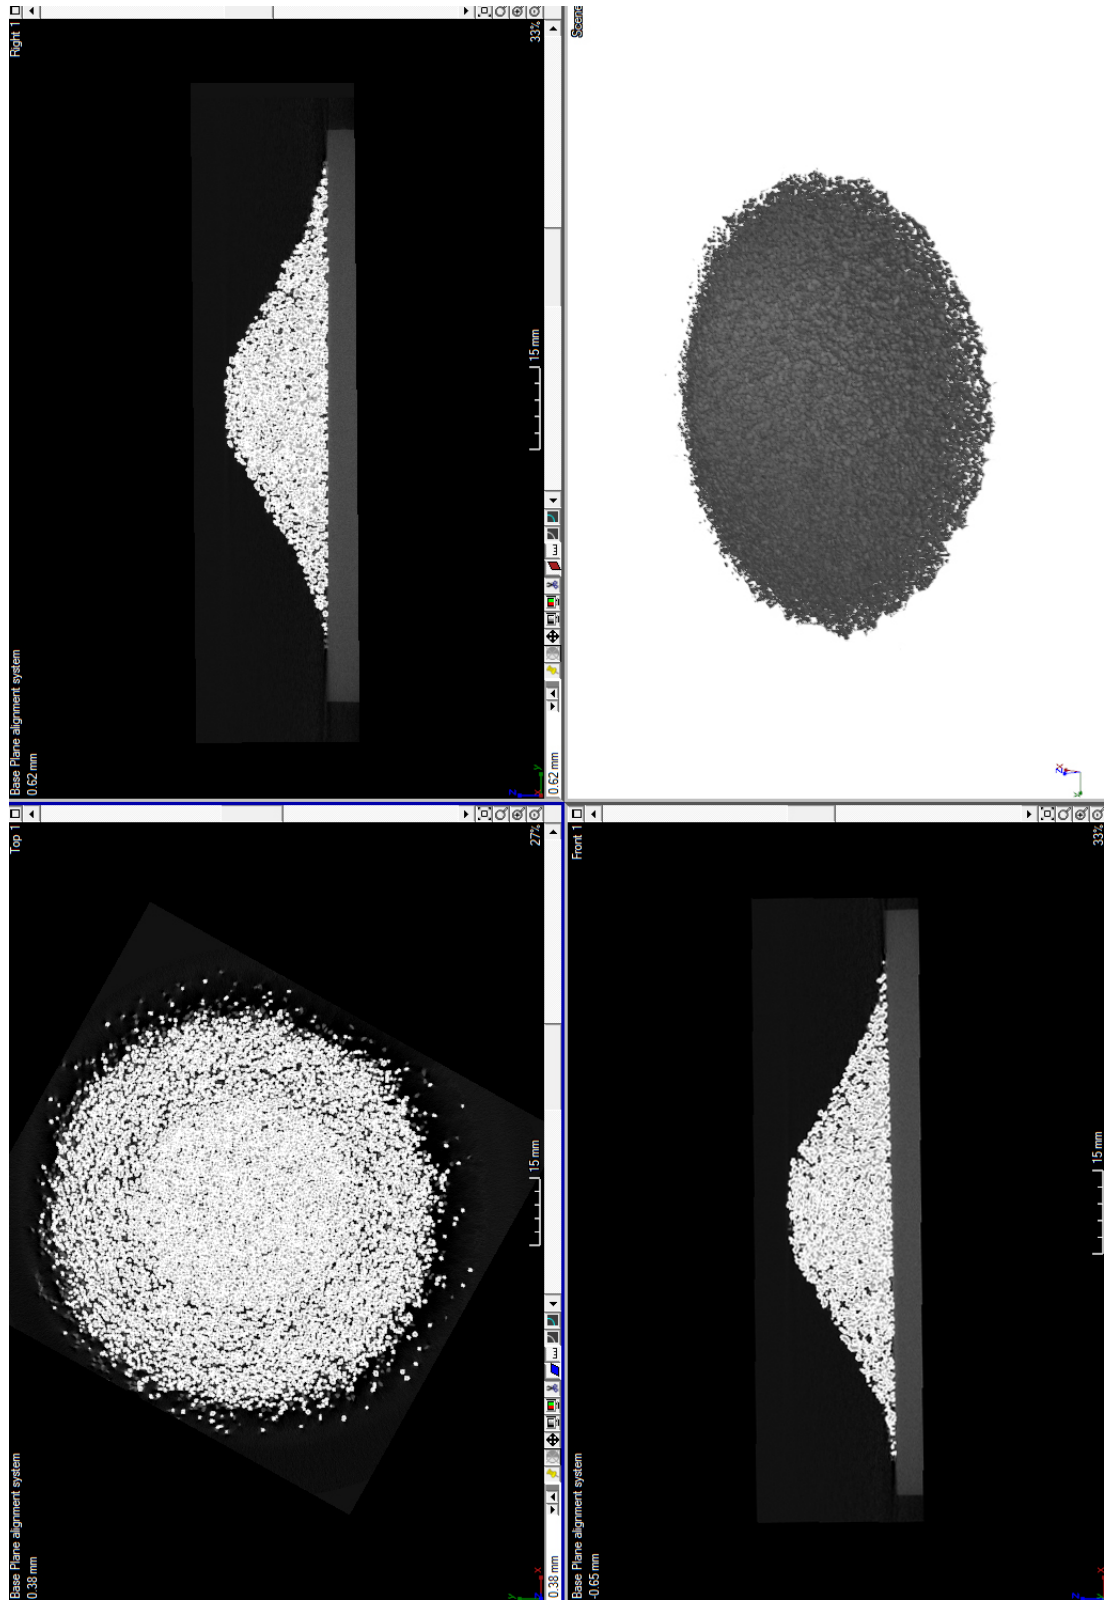 Base Plane alignment system
0.38 mm
Top 1
15 mm
27%
0.38 mm
Base Plane alignment system
0.62 mm
Right 1
15 mm
33%
0.62 mm
Base Plane alignment system
-0.65 mm
Front 1
15 mm
33%
Scene